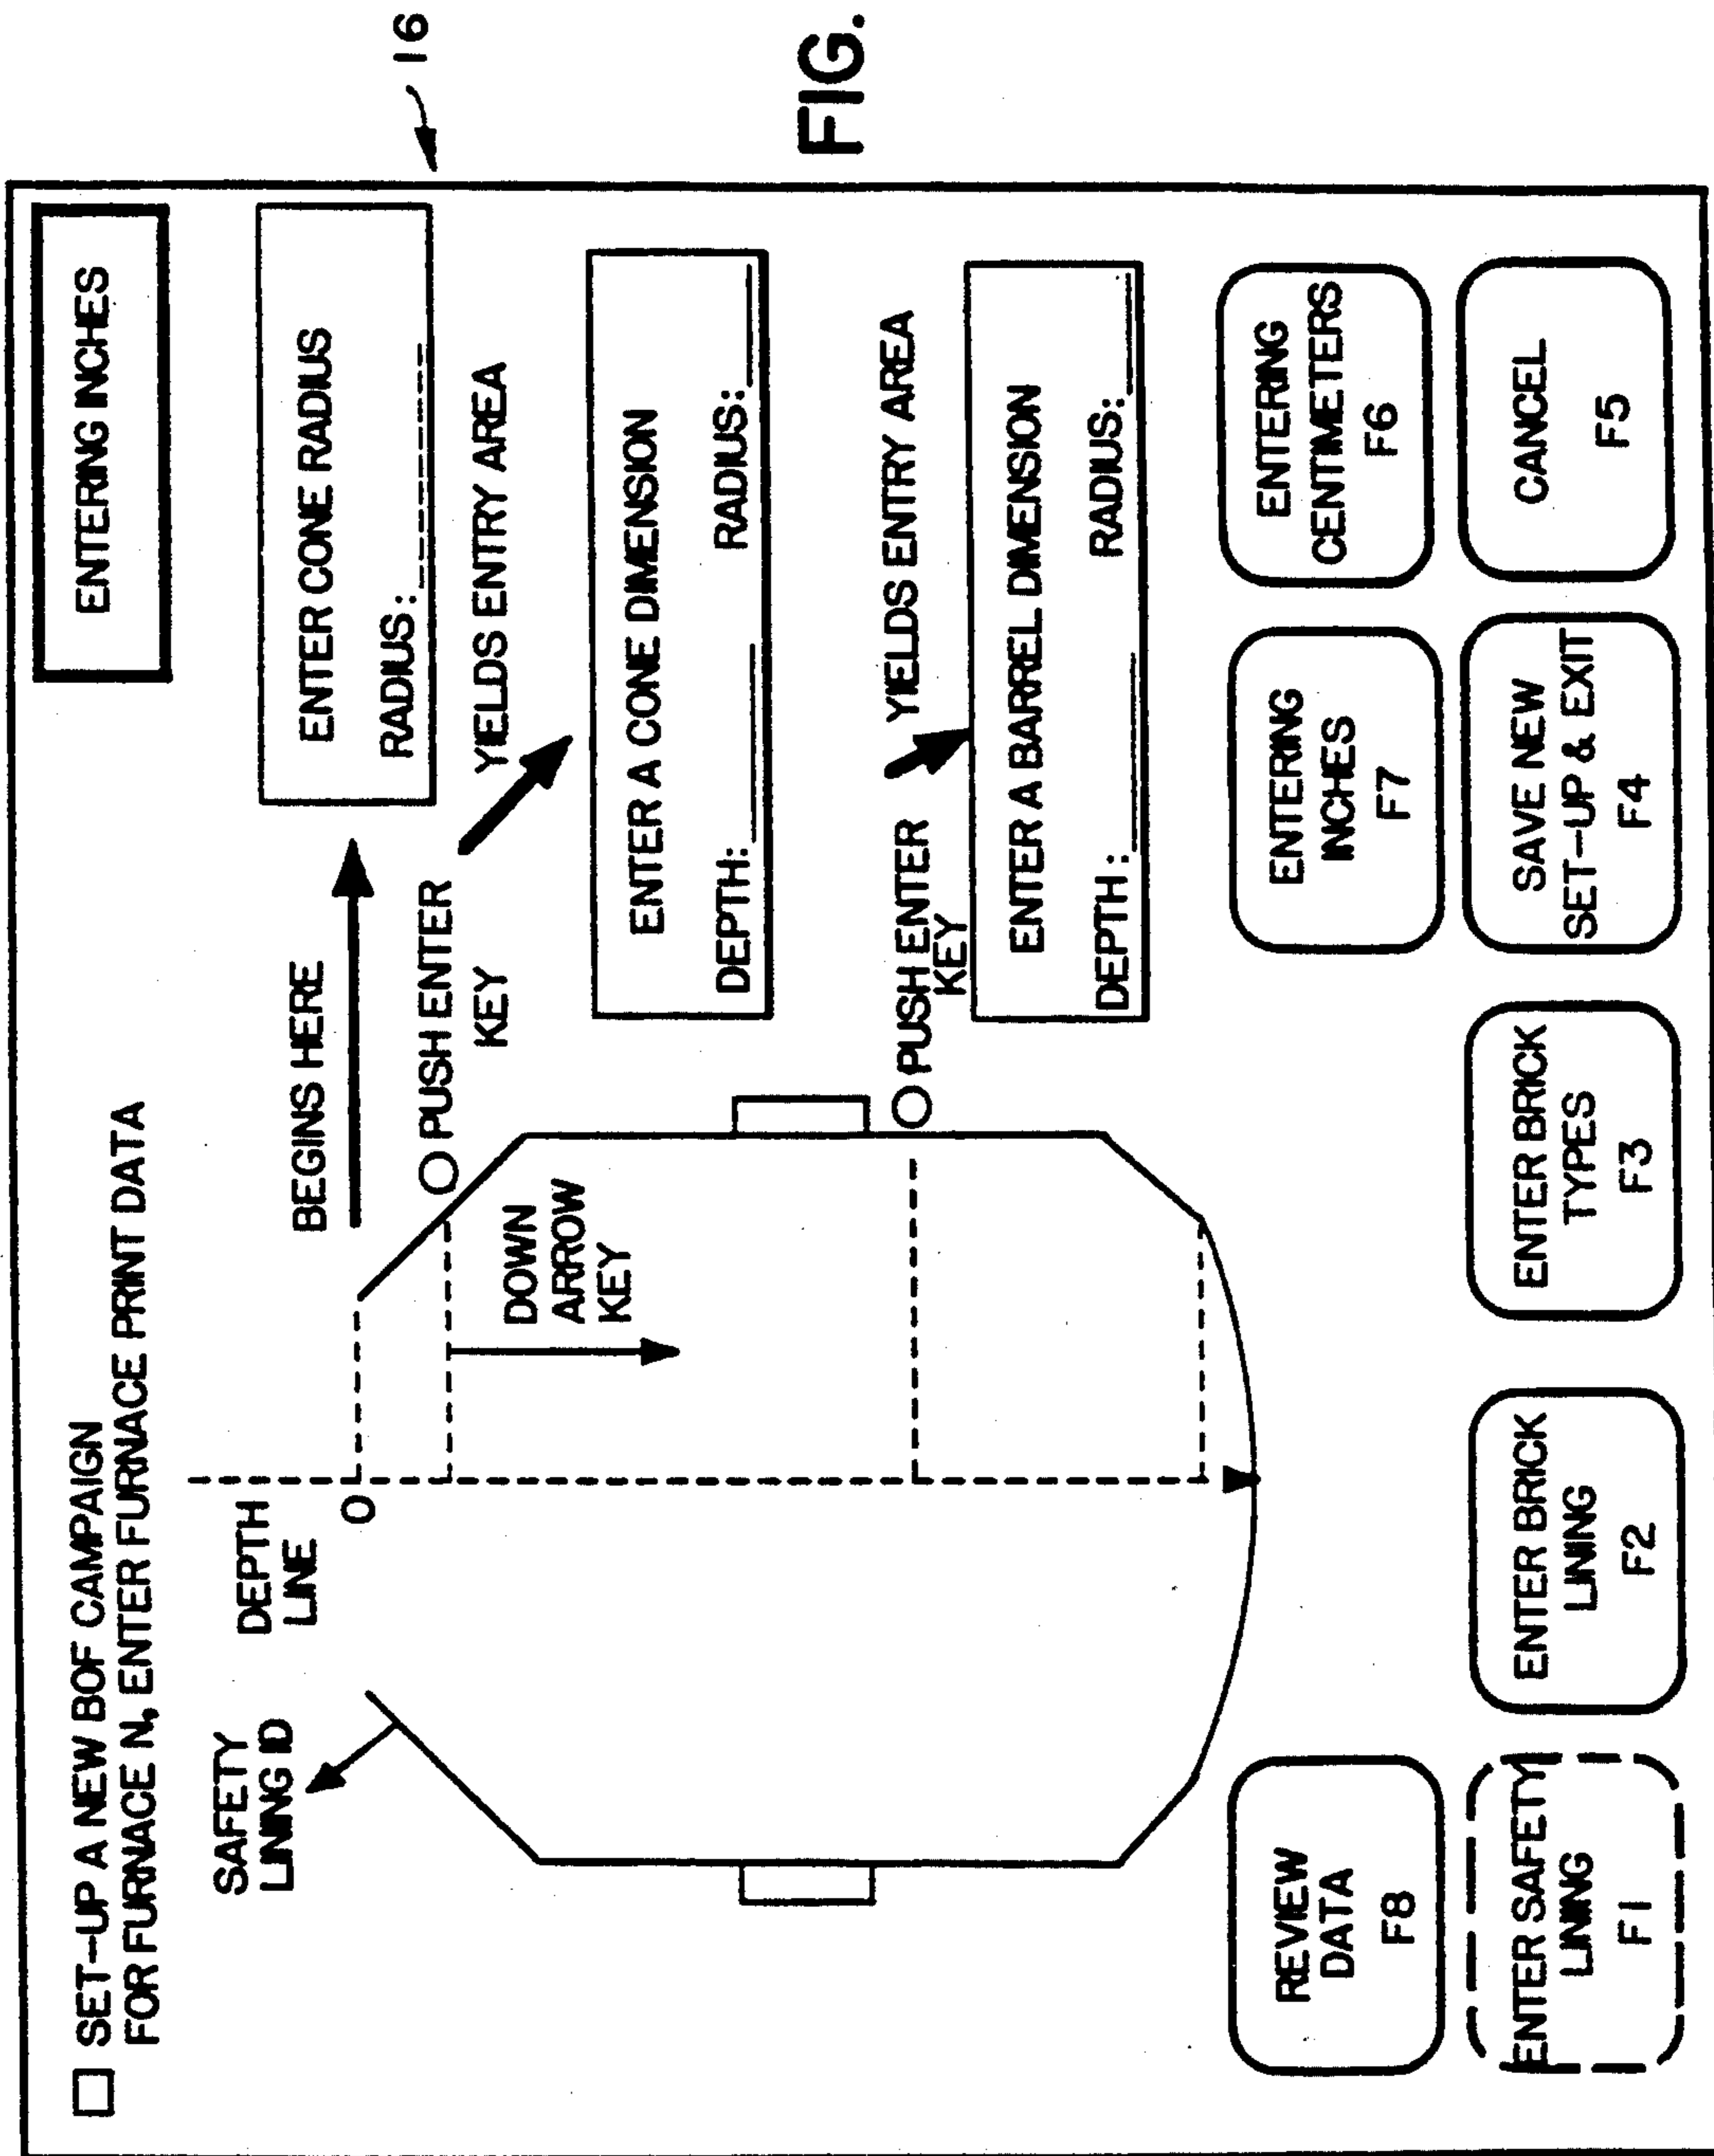 SET-UP A NEW BOF CAMPAIGN
FOR FURNACE N, ENTER FURNACE PRINT DATA
ENTERING INCHES
SAFETY
LINING ID
DEPTH
LINE
O
BEGINS HERE
ENTER CONE RADIUS
RADIUS:
16
PUSH ENTER
KEY
YIELDS ENTRY AREA
DOWN
ARROW
KEY
ENTER A CONE DIMENSION
DEPTH: RADIUS:
FIG.
PUSH ENTER
KEY
YIELDS ENTRY AREA
ENTER A BARREL DIMENSION
DEPTH: RADIUS:
REVIEW
DATA
F8
ENTERING
INCHES
F7
ENTERING
CENTIMETERS
F6
ENTER SAFETY
LINING
F1
ENTER BRICK
LINING
F2
ENTER BRICK
TYPES
F3
SAVE NEW
SET-UP & EXIT
F4
CANCEL
F5